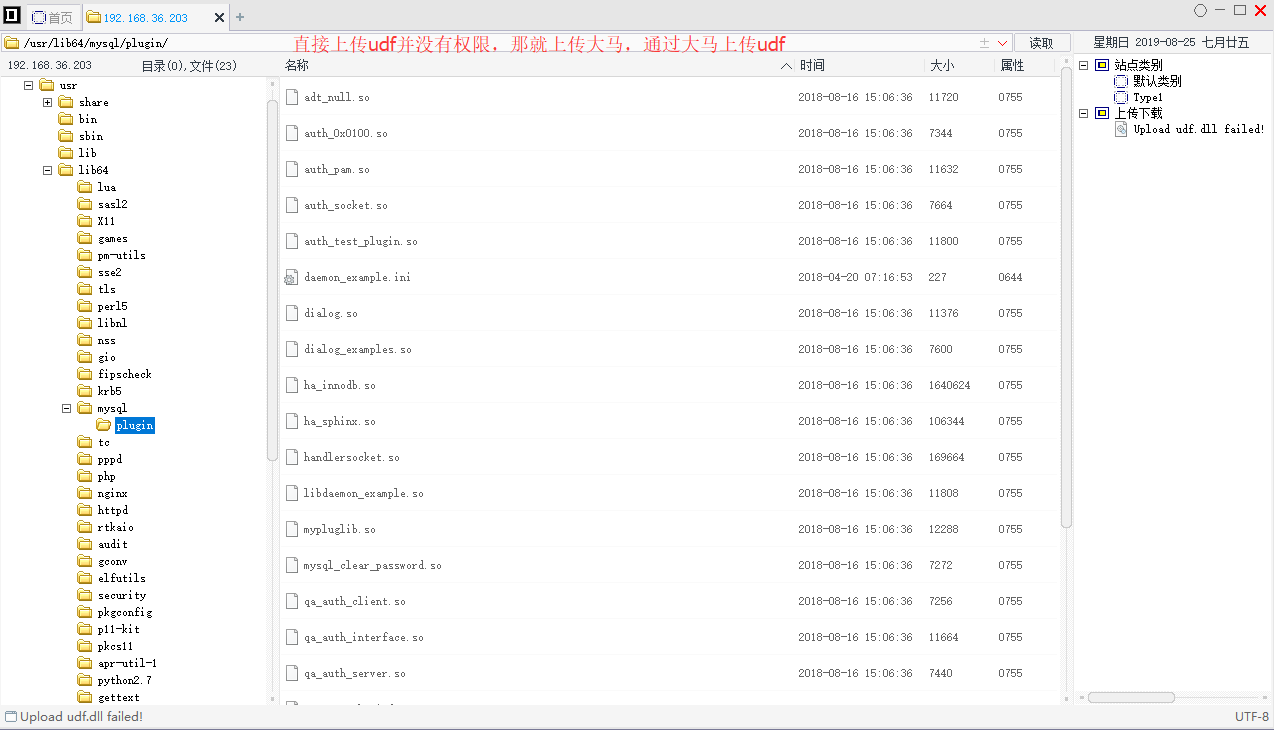 首页
192.168.36.203
/usr/lib64/mysql/plugin/
直接上传udf并没有权限，那就上传大马，通过大马上传udf
读取
星期日 2019-08-25 七月廿五
192.168.36.203 目录(0),文件(23)
名称 时间 大小 属性
usr
share
bin
sbin
lib
lib64
lua
sasl2
X11
games
pm-utils
sse2
tls
perl5
libnl
nss
gio
fipscheck
krb5
mysql
plugin
tc
pppd
php
nginx
httpd
rtkaio
audit
gconv
elfutils
security
pkgconfig
p11-kit
pkcs11
apr-util-1
python2.7
gettext
adt_null.so 2018-08-16 15:06:36 11720 0755
auth_0x0100.so 2018-08-16 15:06:36 7344 0755
auth_pam.so 2018-08-16 15:06:36 11632 0755
auth_socket.so 2018-08-16 15:06:36 7664 0755
auth_test_plugin.so 2018-08-16 15:06:36 11800 0755
daemon_example.ini 2018-04-20 07:16:53 227 0644
dialog.so 2018-08-16 15:06:36 11376 0755
dialog_examples.so 2018-08-16 15:06:36 7600 0755
ha_innodb.so 2018-08-16 15:06:36 1640624 0755
ha_sphinx.so 2018-08-16 15:06:36 106344 0755
handlersocket.so 2018-08-16 15:06:36 169664 0755
libdaemon_example.so 2018-08-16 15:06:36 11808 0755
mypluglib.so 2018-08-16 15:06:36 12288 0755
mysql_clear_password.so 2018-08-16 15:06:36 7272 0755
qa_auth_client.so 2018-08-16 15:06:36 7256 0755
qa_auth_interface.so 2018-08-16 15:06:36 11664 0755
qa_auth_server.so 2018-08-16 15:06:36 7440 0755
站点类别
默认类别
Type1
上传下载
Upload udf.dll failed!
Upload udf.dll failed!
UTF-8